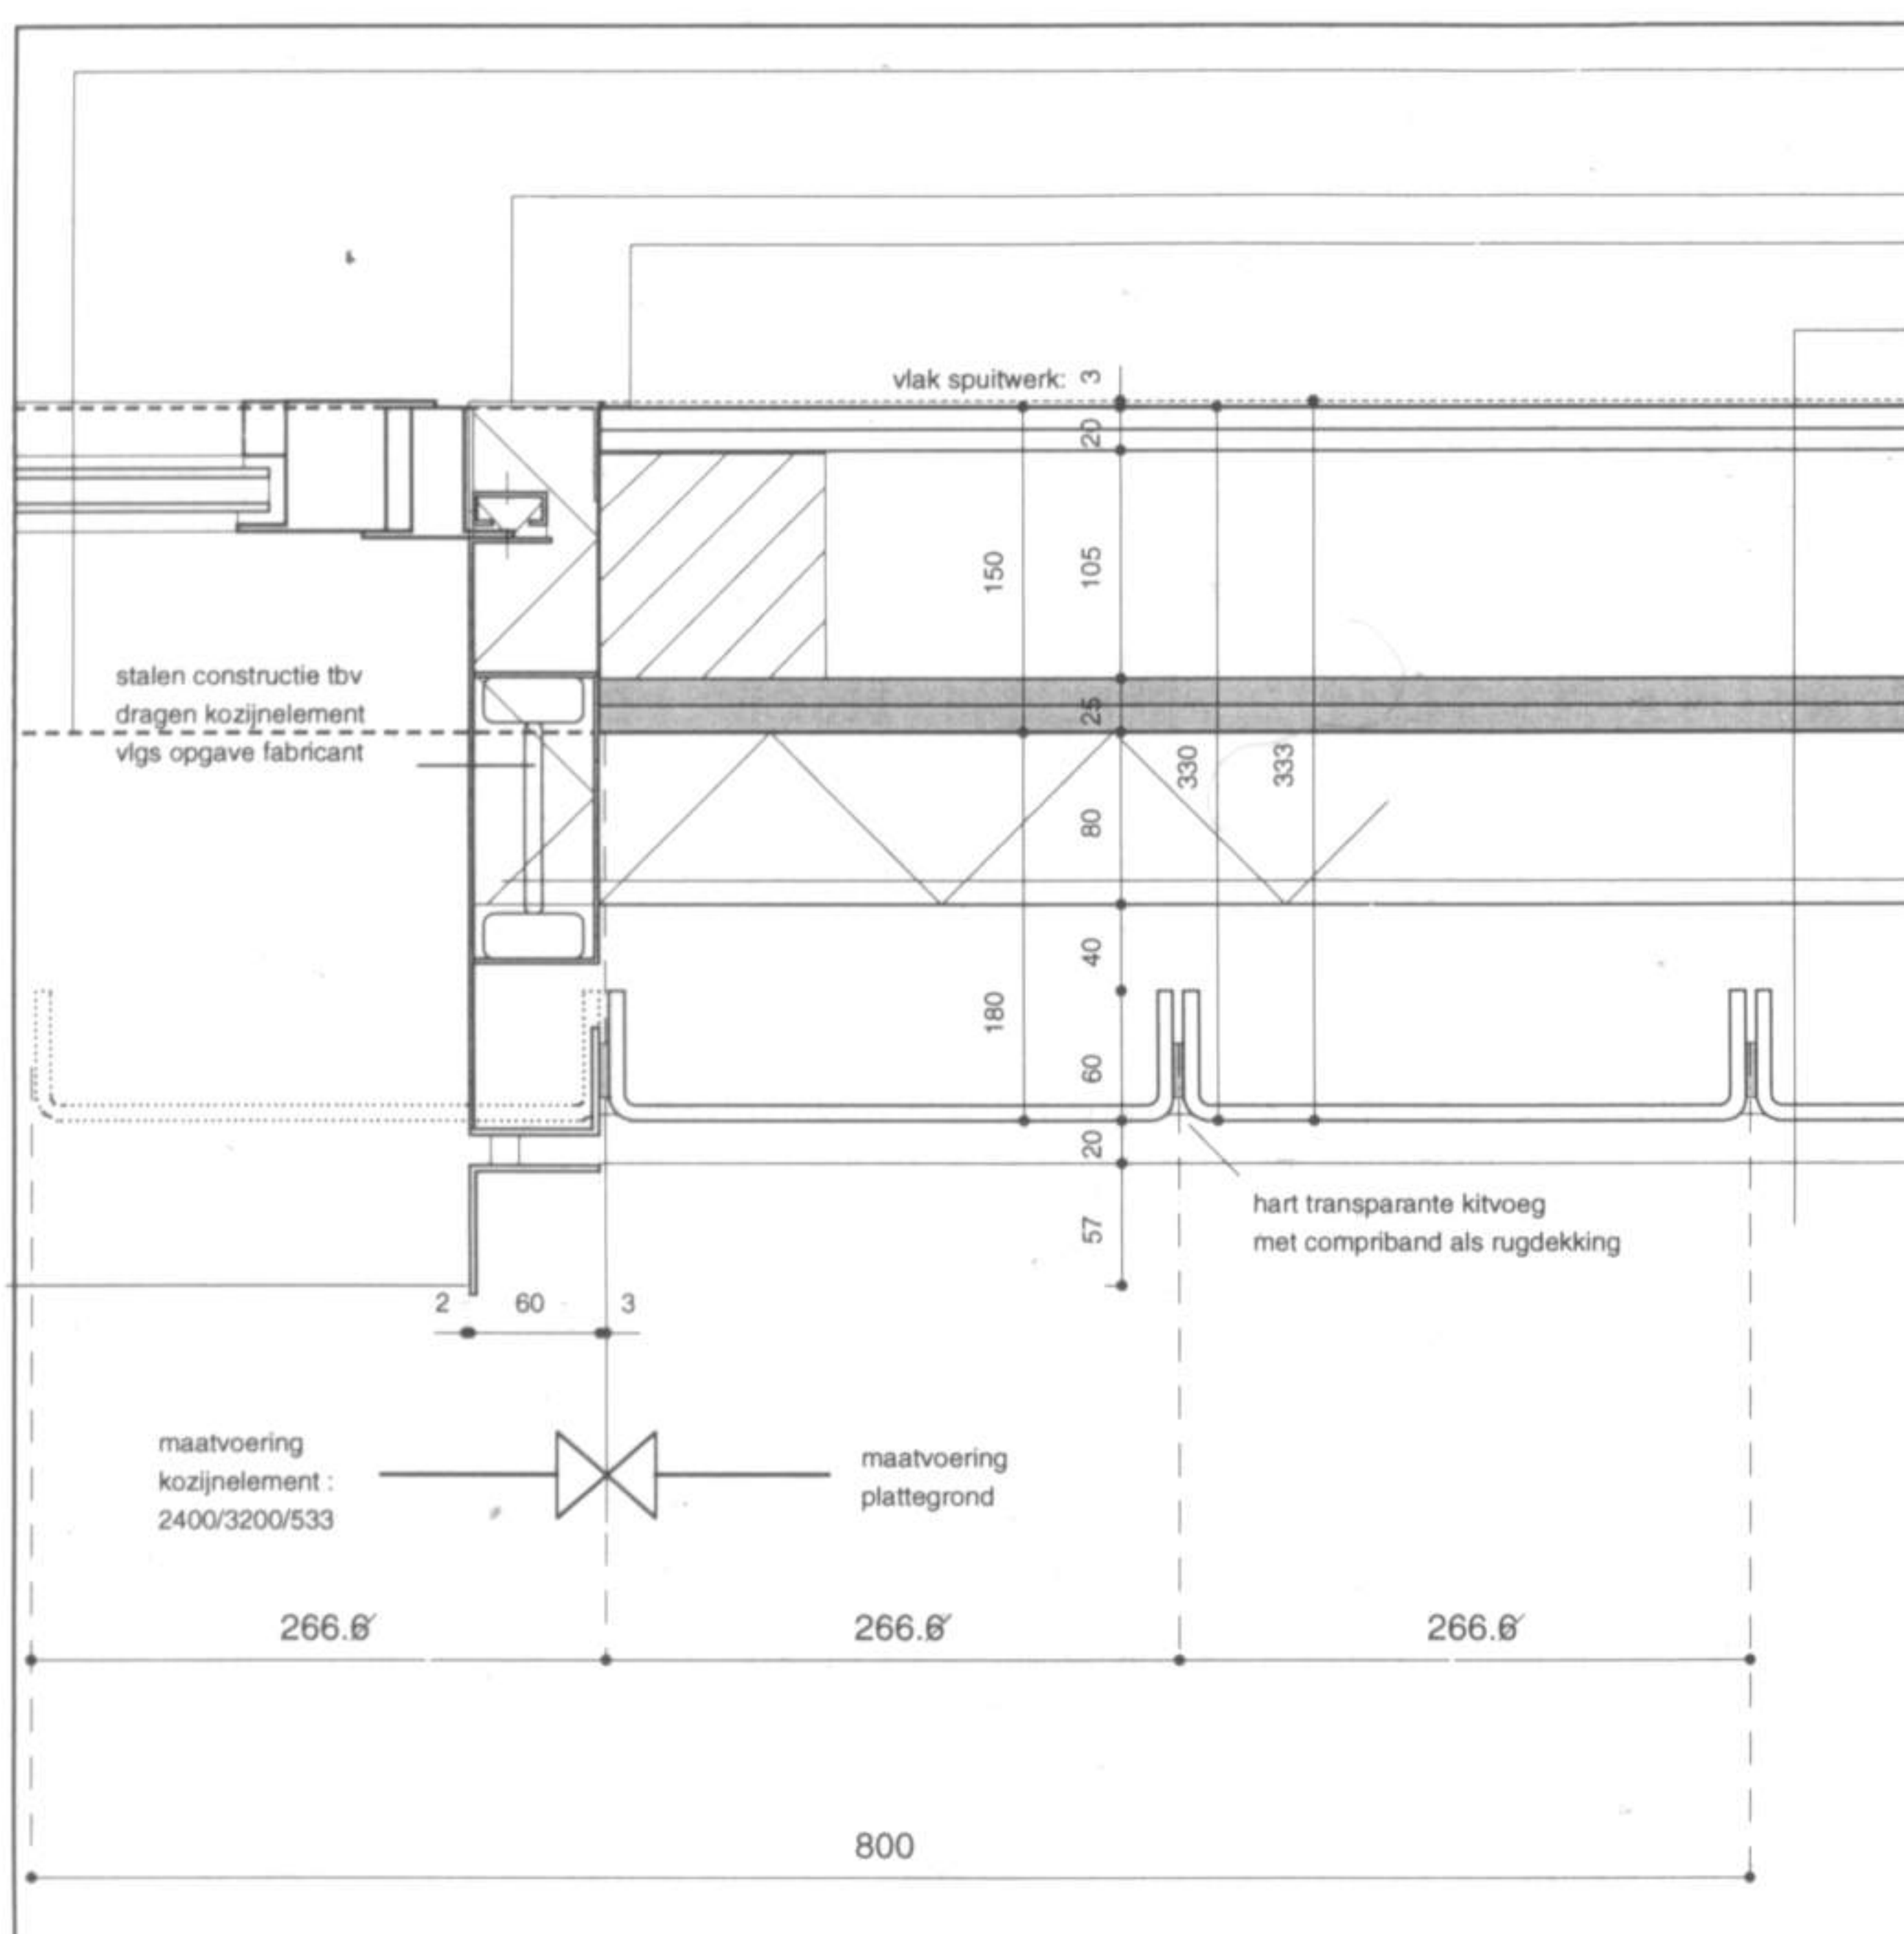 vlak spuitwerk: 3
20
150
105
stalen constructie tbv
dragen kozijnelement
vlgs opgave fabricant
25
330
333
80
40
180
60
20
hart transparante kitvoeg
met compriband als rugdekking
57
2 60 3
maatvoering
kozijnelement :
2400/3200/533
maatvoering
plattegrond
266.6 266.6 266.6
800